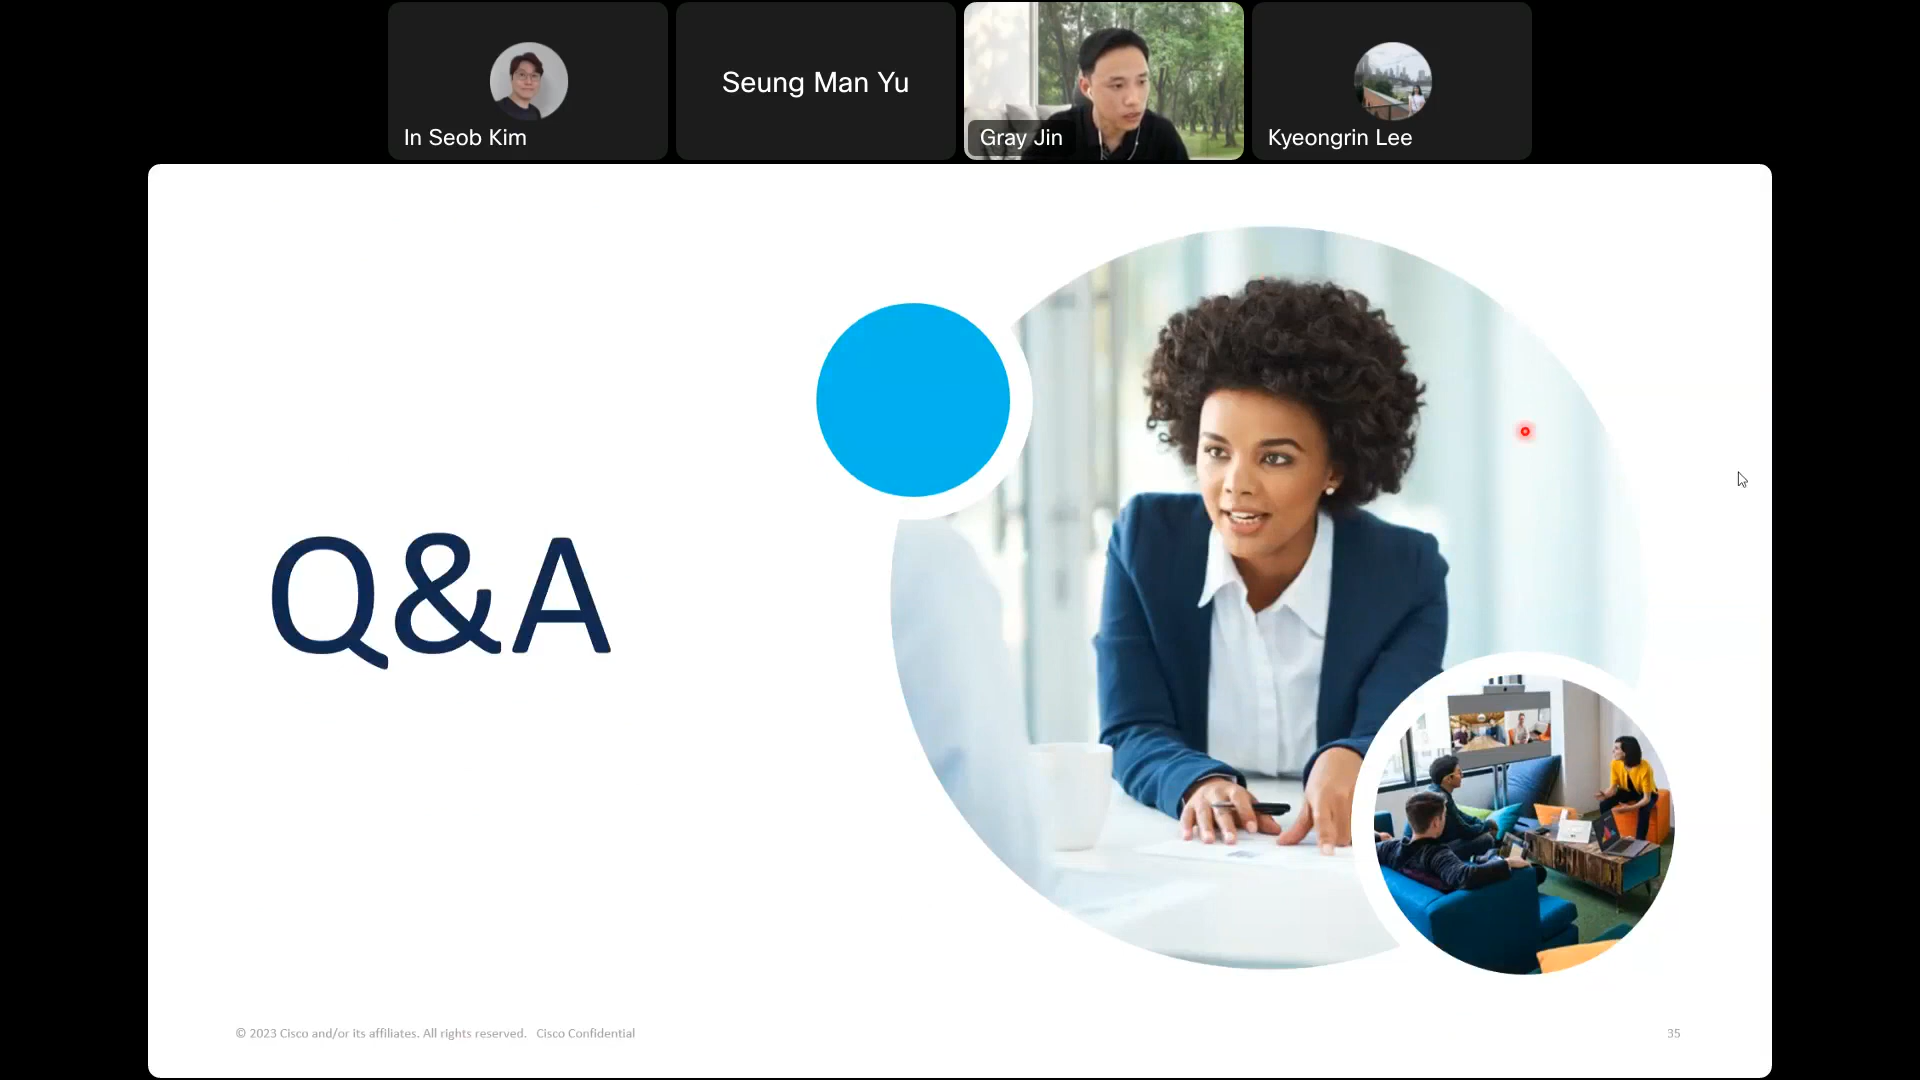 In Seob Kim
Seung Man Yu
Gray Jin
Kyeongrin Lee
Q&A
© 2023 Cisco and/or its affiliates. All rights reserved. Cisco Confidential
35